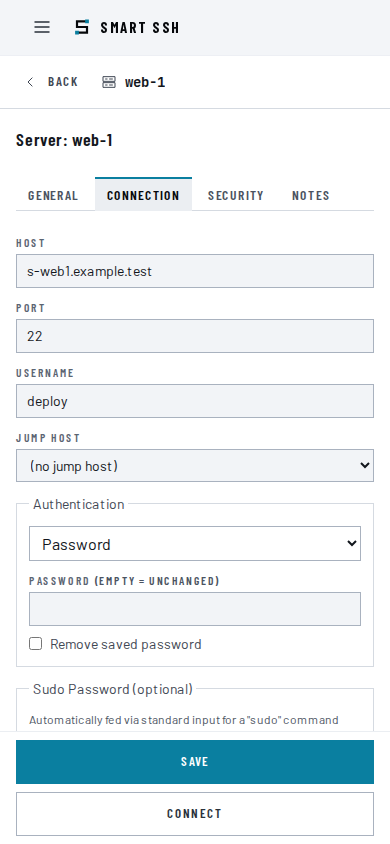 SMART SSH
BACK
web-1
Server: web-1
GENERAL
CONNECTION
SECURITY
NOTES
HOST
s-web1.example.test
PORT
22
USERNAME
deploy
JUMP HOST
(no jump host)
Authentication
Password
PASSWORD (EMPTY = UNCHANGED)
Remove saved password
Sudo Password (optional)
Automatically fed via standard input for a "sudo" command
SAVE
CONNECT